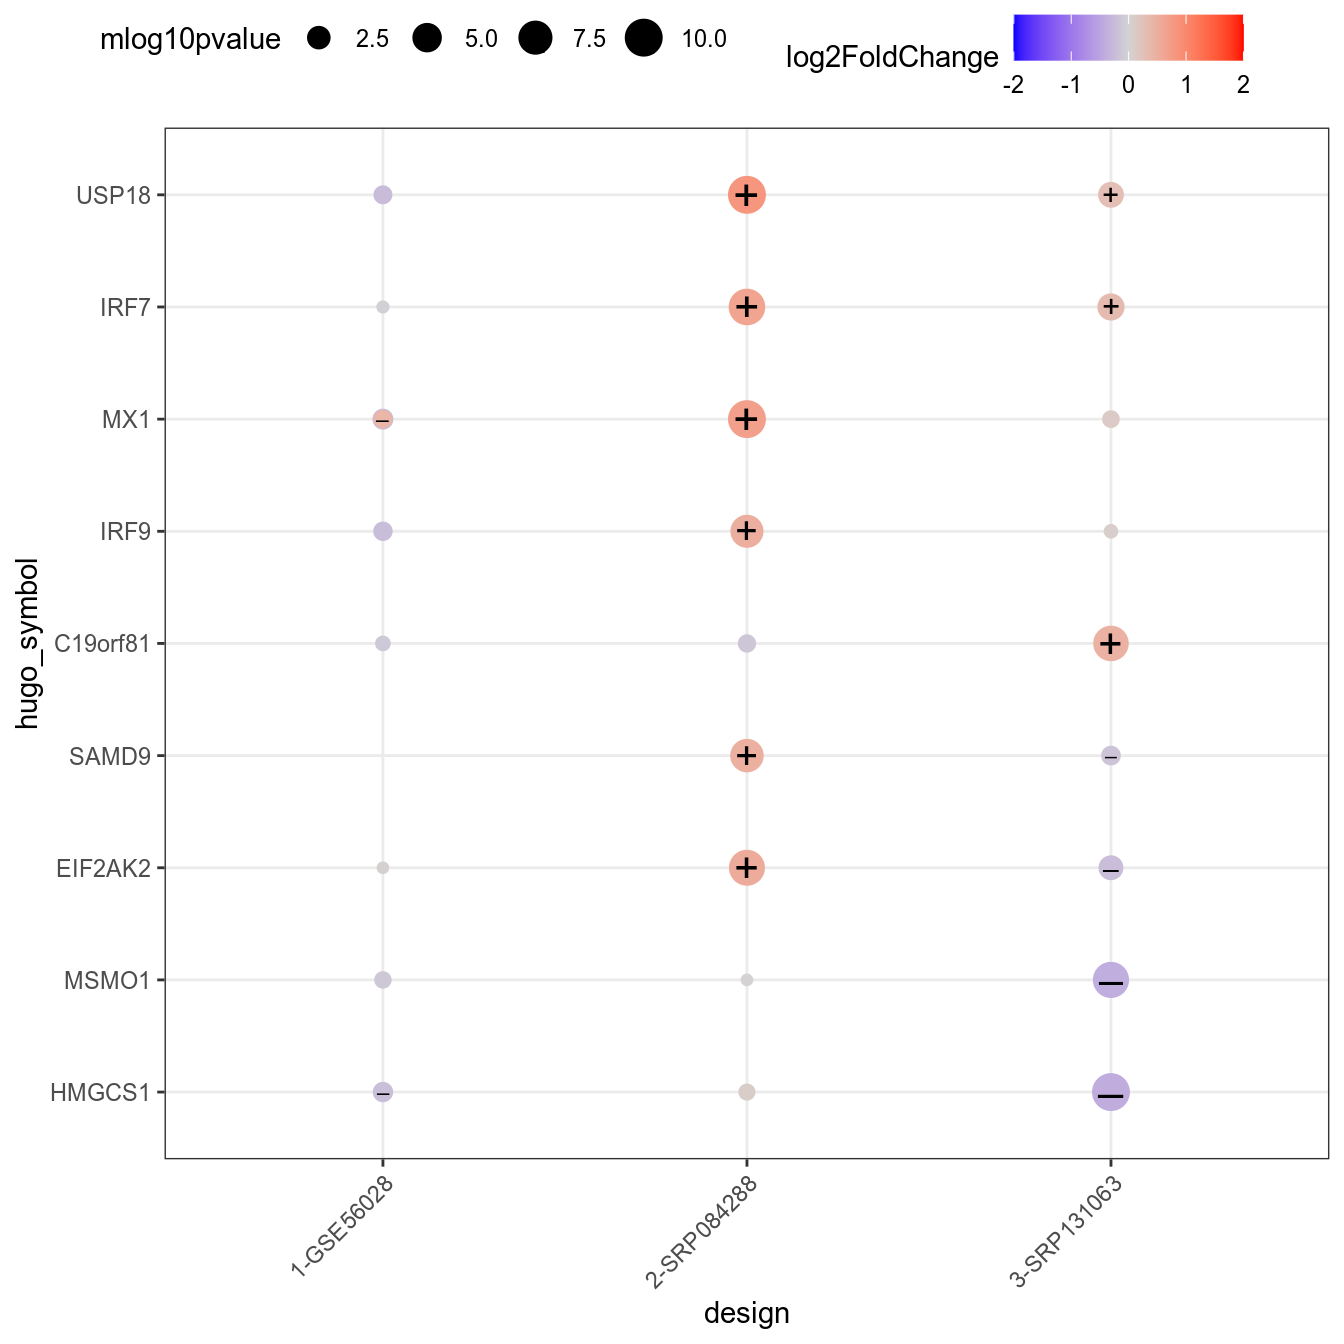 mlog10pvalue 2.5 5.0 7.5 10.0
log2FoldChange
-2 -1 0 1 2
hugo_symbol
USP18
+ +
IRF7
+ +
MX1
– +
IRF9
+
C19orf81
+
SAMD9
+ –
EIF2AK2
+ –
MSMO1
–
HMGCS1
– –
1-GSE56028
2-SRP084288
3-SRP131063
design